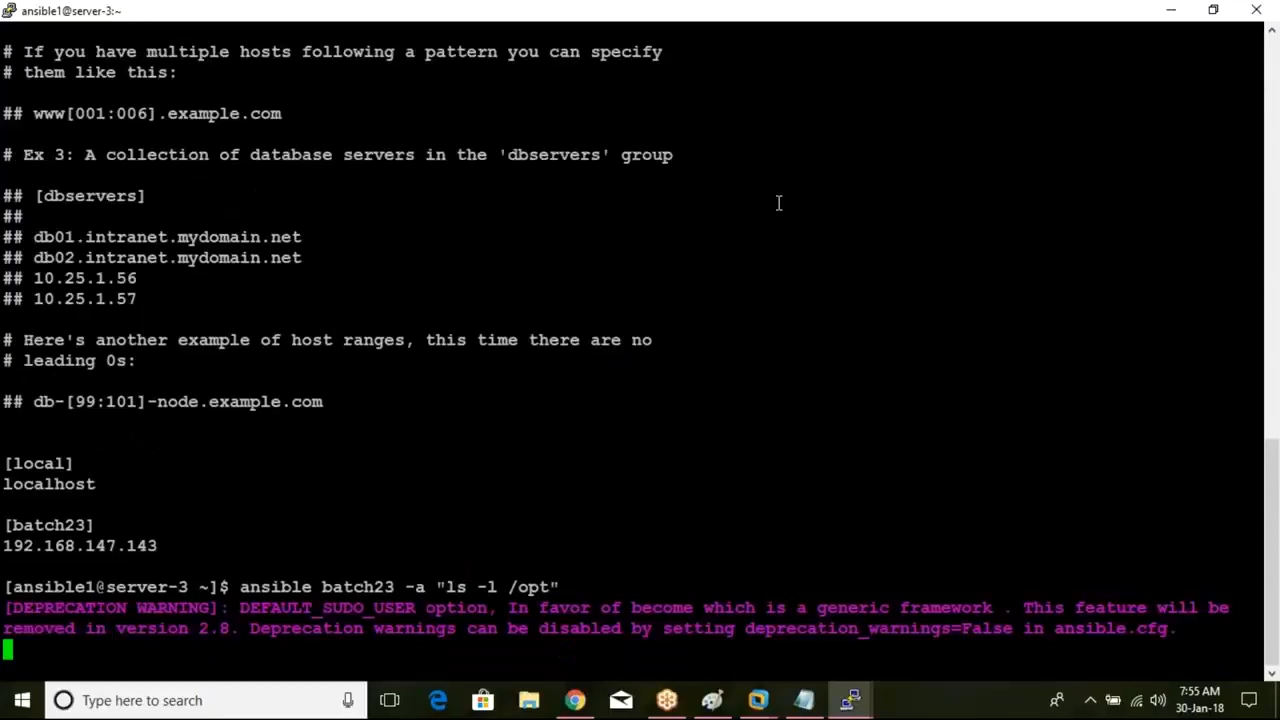 ansible1@server-3:~
# If you have multiple hosts following a pattern you can specify
# them like this:
## www[001:006].example.com
# Ex 3: A collection of database servers in the 'dbservers' group
## [dbservers]
##
## db01.intranet.mydomain.net
## db02.intranet.mydomain.net
## 10.25.1.56
## 10.25.1.57
# Here's another example of host ranges, this time there are no
# leading 0s:
## db-[99:101]-node.example.com
[local]
localhost
[batch23]
192.168.147.143
[ansible1@server-3 ~]$ ansible batch23 -a "ls -l /opt"
[DEPRECATION WARNING]: DEFAULT_SUDO_USER option, In favor of become which is a generic framework . This feature will be
removed in version 2.8. Deprecation warnings can be disabled by setting deprecation_warnings=False in ansible.cfg.
Type here to search
7:55 AM
30-Jan-18